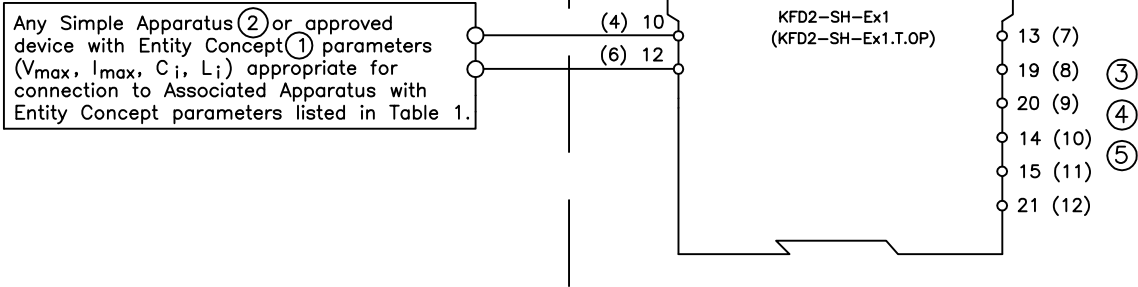 Any Simple Apparatus ② or approved
device with Entity Concept ① parameters
(Vmax, Imax, Ci, Li) appropriate for
connection to Associated Apparatus with
Entity Concept parameters listed in Table 1.
(4) 10
(6) 12
KFD2-SH-Ex1
(KFD2-SH-Ex1.T.OP)
13 (7)
19 (8)
20 (9)
14 (10)
15 (11)
21 (12)
③
④
⑤